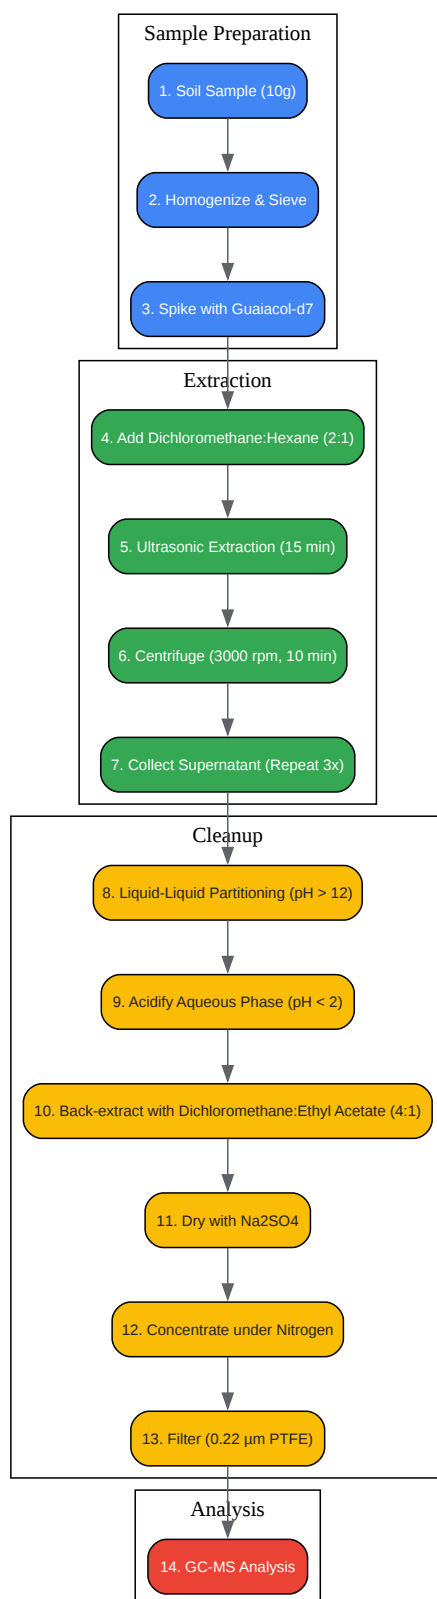 Sample Preparation
1. Soil Sample (10g)
2. Homogenize & Sieve
3. Spike with Guaiacol-d7
Extraction
4. Add Dichloromethane:Hexane (2:1)
5. Ultrasonic Extraction (15 min)
6. Centrifuge (3000 rpm, 10 min)
7. Collect Supernatant (Repeat 3x)
Cleanup
8. Liquid-Liquid Partitioning (pH > 12)
9. Acidify Aqueous Phase (pH < 2)
10. Back-extract with Dichloromethane:Ethyl Acetate (4:1)
11. Dry with Na2SO4
12. Concentrate under Nitrogen
13. Filter (0.22 µm PTFE)
Analysis
14. GC-MS Analysis